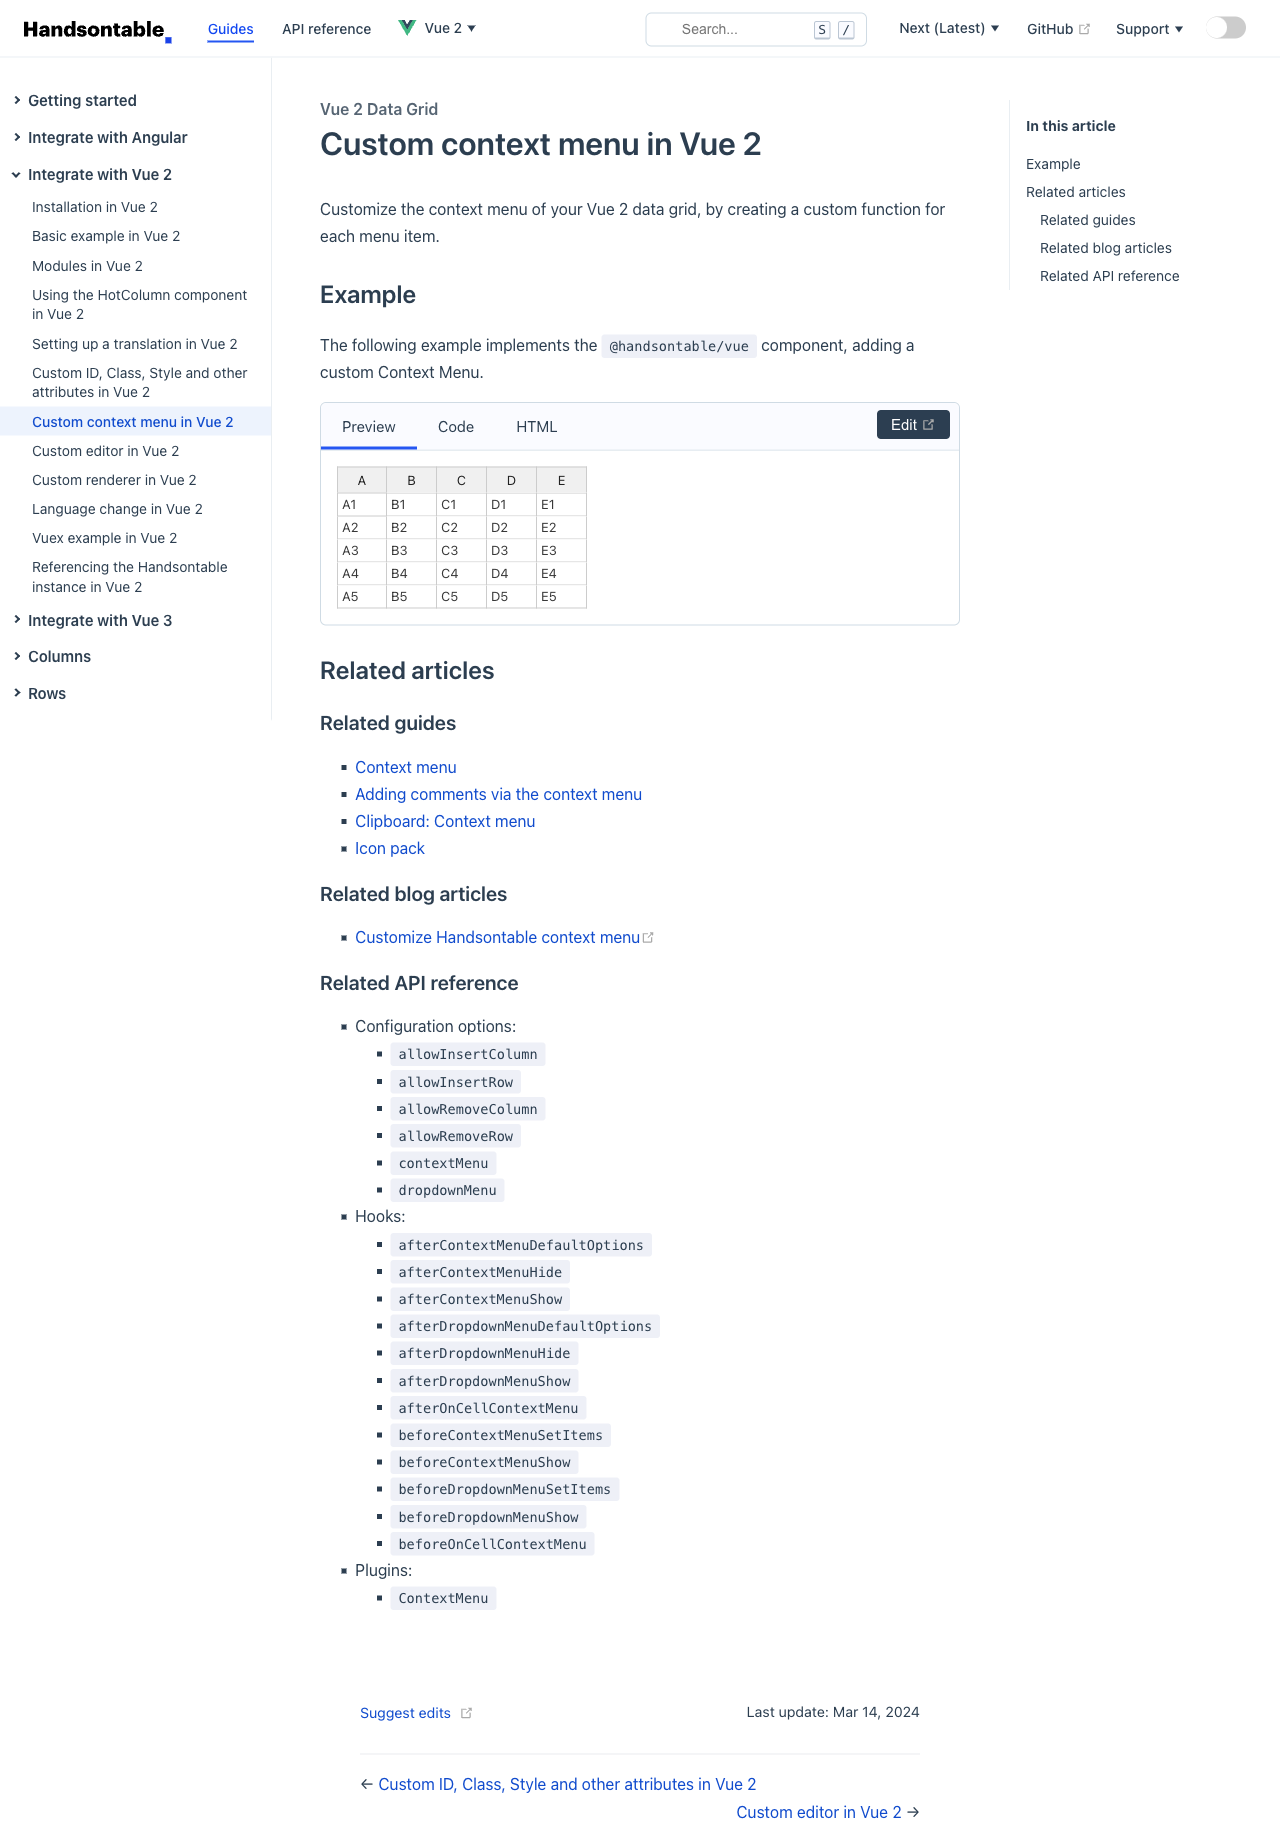 Handsontable
Guides
API reference
Vue 2
Search...
S
/
Next (Latest)
GitHub
Support
Getting started
Integrate with Angular
Integrate with Vue 2
Installation in Vue 2
Basic example in Vue 2
Modules in Vue 2
Using the HotColumn component
in Vue 2
Setting up a translation in Vue 2
Custom ID, Class, Style and other
attributes in Vue 2
Custom context menu in Vue 2
Custom editor in Vue 2
Custom renderer in Vue 2
Language change in Vue 2
Vuex example in Vue 2
Referencing the Handsontable
instance in Vue 2
Integrate with Vue 3
Columns
Rows
Vue 2 Data Grid
Custom context menu in Vue 2
Customize the context menu of your Vue 2 data grid, by creating a custom function for
each menu item.
Example
The following example implements the @handsontable/vue component, adding a
custom Context Menu.
Preview Code HTML Edit
A B C D E
A1 B1 C1 D1 E1
A2 B2 C2 D2 E2
A3 B3 C3 D3 E3
A4 B4 C4 D4 E4
A5 B5 C5 D5 E5
Related articles
Related guides
Context menu
Adding comments via the context menu
Clipboard: Context menu
Icon pack
Related blog articles
Customize Handsontable context menu
Related API reference
Configuration options:
allowInsertColumn
allowInsertRow
allowRemoveColumn
allowRemoveRow
contextMenu
dropdownMenu
Hooks:
afterContextMenuDefaultOptions
afterContextMenuHide
afterContextMenuShow
afterDropdownMenuDefaultOptions
afterDropdownMenuHide
afterDropdownMenuShow
afterOnCellContextMenu
beforeContextMenuSetItems
beforeContextMenuShow
beforeDropdownMenuSetItems
beforeDropdownMenuShow
beforeOnCellContextMenu
Plugins:
ContextMenu
Suggest edits
Last update: Mar 14, 2024
← Custom ID, Class, Style and other attributes in Vue 2
Custom editor in Vue 2 →
In this article
Example
Related articles
Related guides
Related blog articles
Related API reference